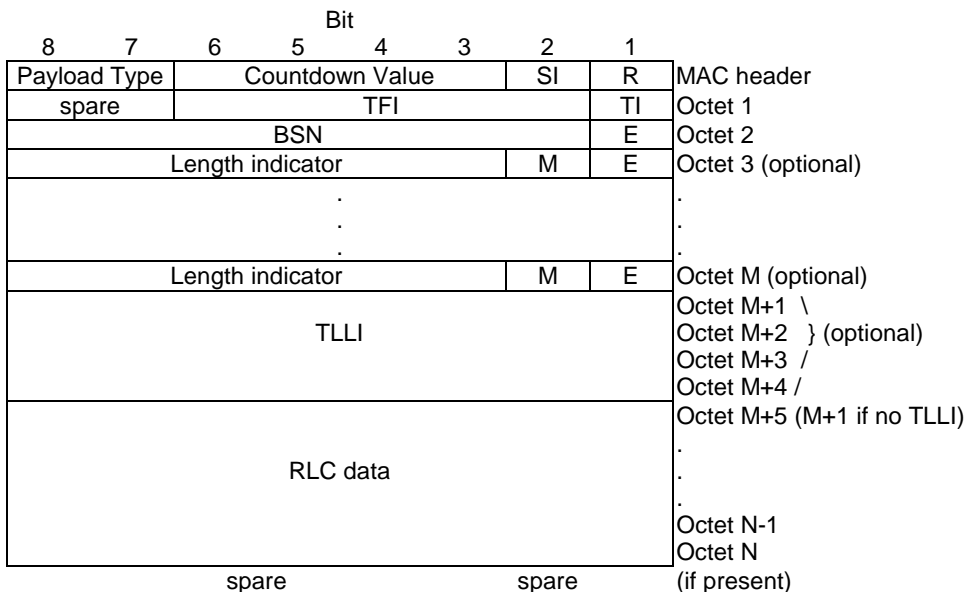 Bit
8 7 6 5 4 3 2 1
Payload Type Countdown Value SI R MAC header
spare TFI TI Octet 1
BSN E Octet 2
Length indicator M E Octet 3 (optional)
. .
. .
. .
Length indicator M E Octet M (optional)
Octet M+1 \
TLLI Octet M+2 } (optional)
Octet M+3 /
Octet M+4 /
Octet M+5 (M+1 if no TLLI)
.
RLC data .
.
Octet N-1
Octet N
spare spare (if present)